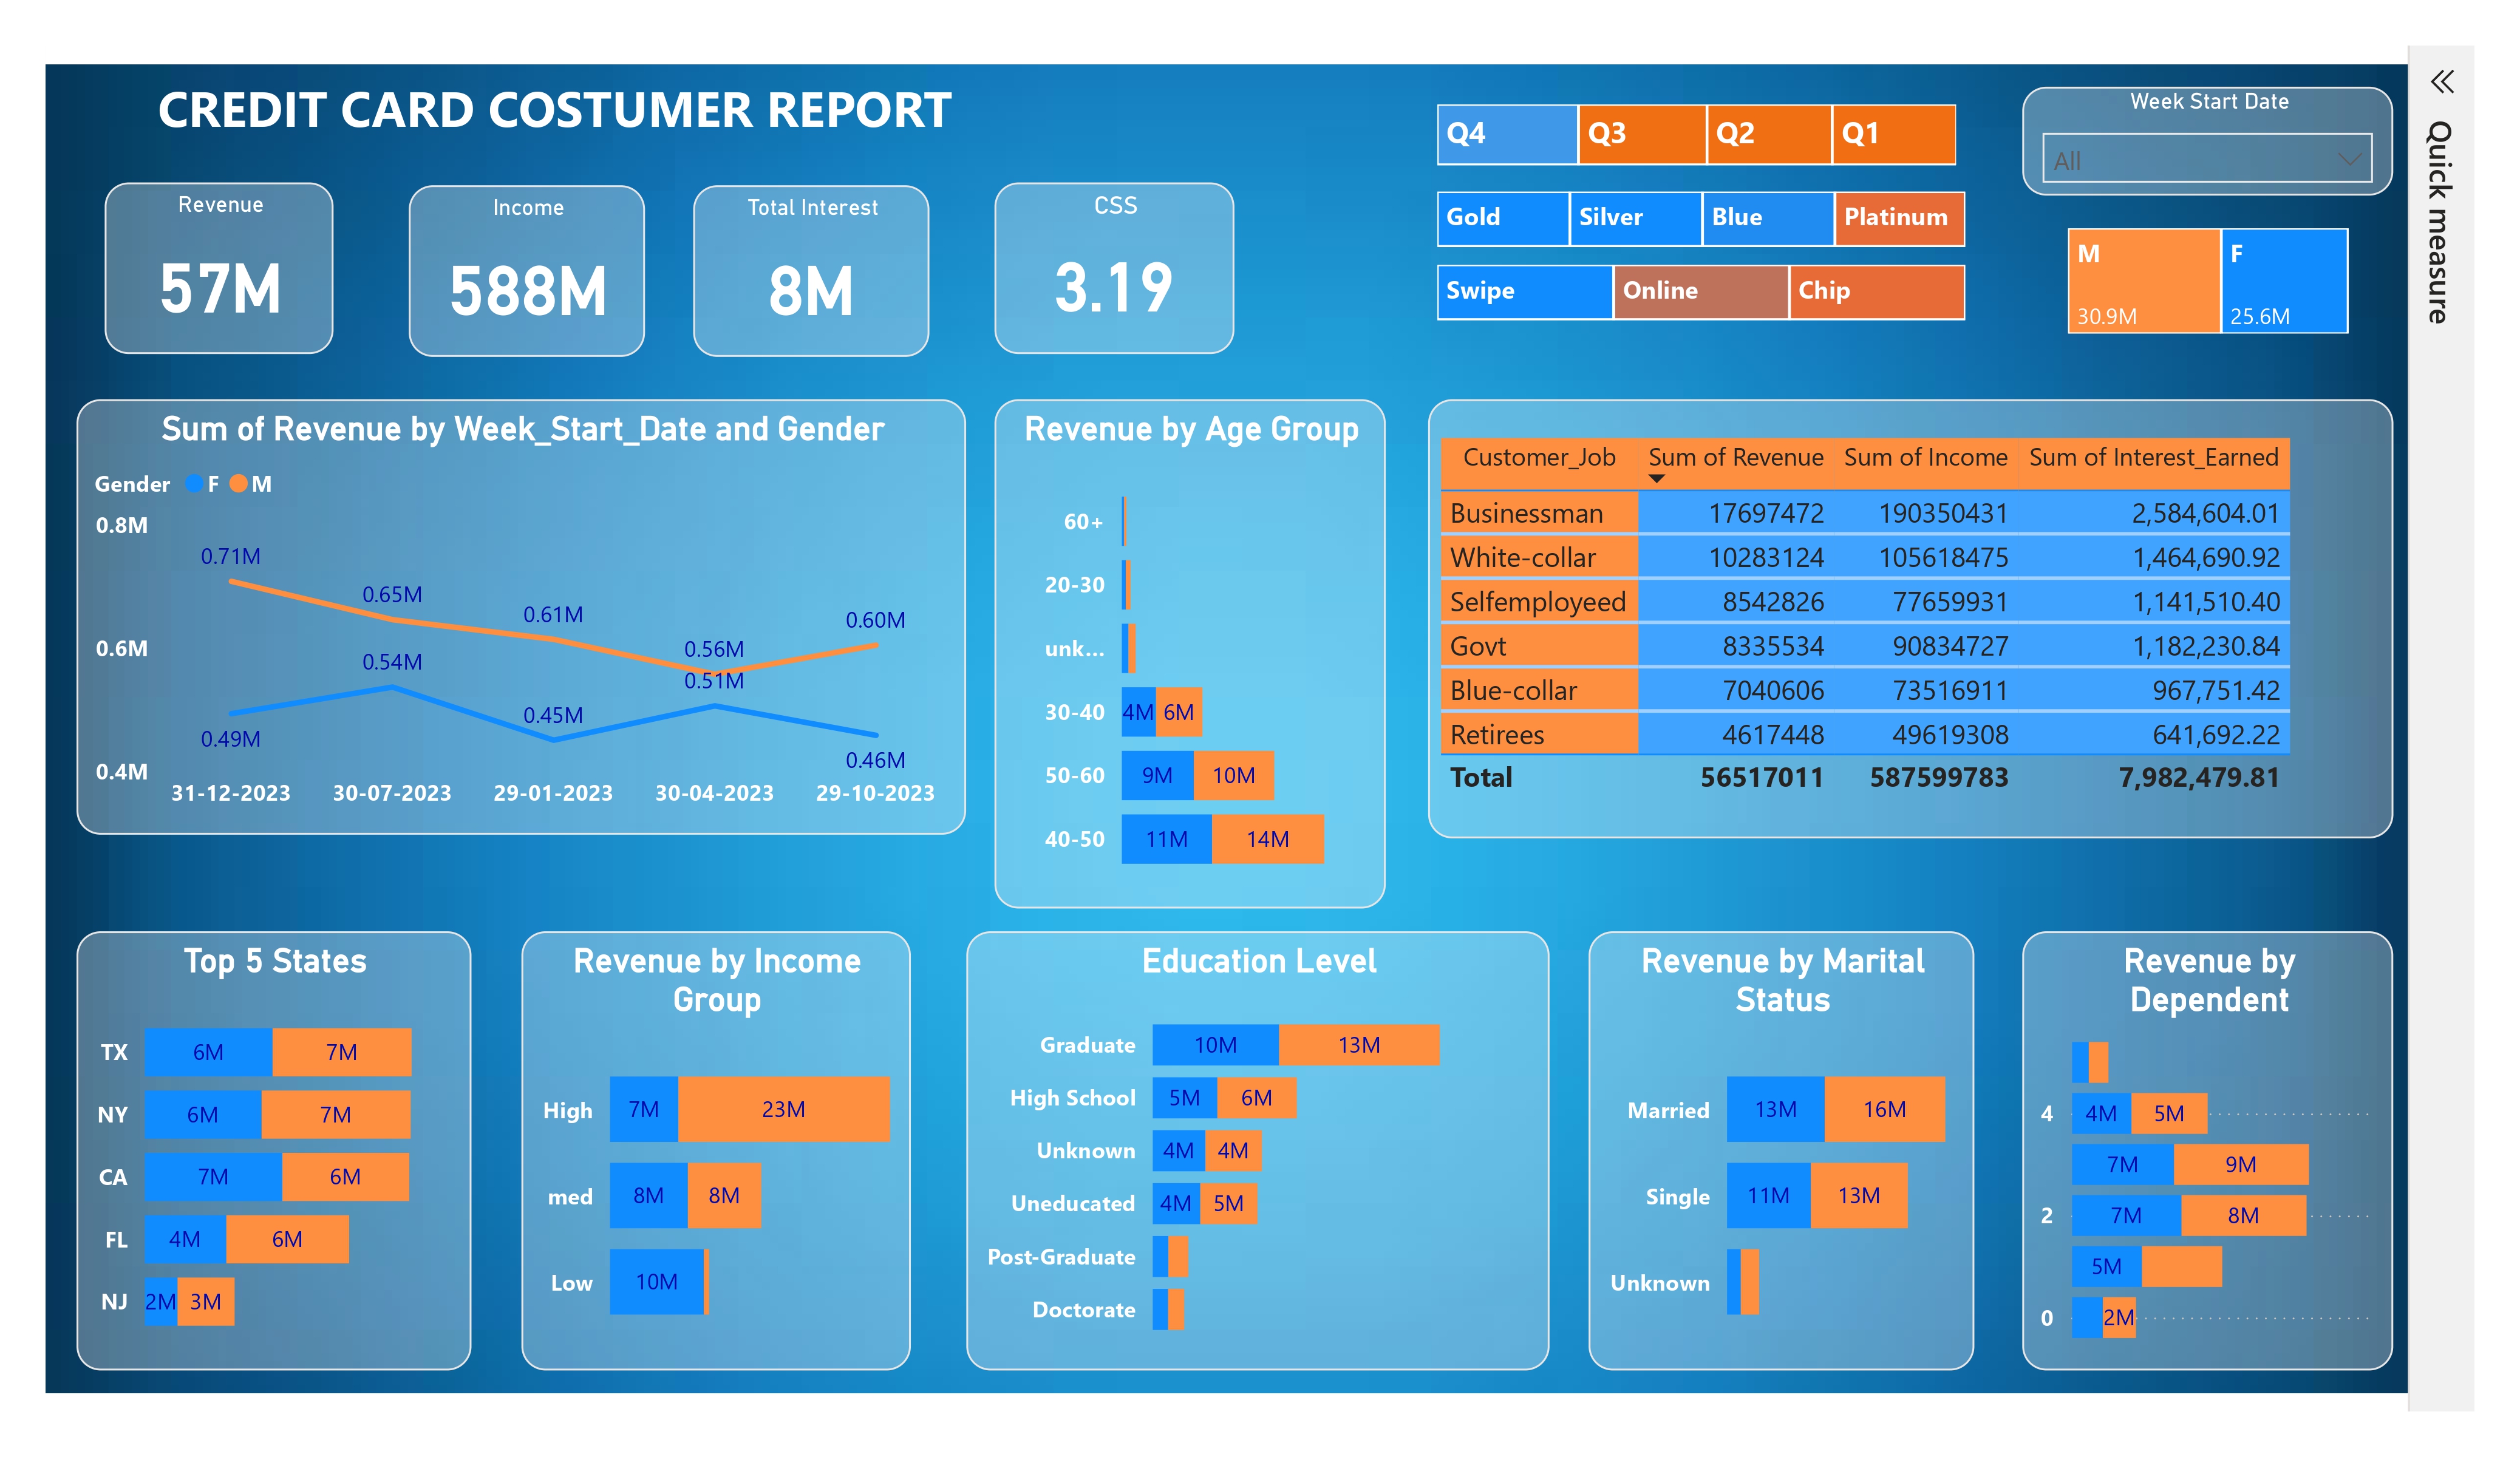 CREDIT CARD COSTUMER REPORT
Q4 Q3 Q2 Q1
Week Start Date
All
Quick measure
Revenue
57M
Income
588M
Total Interest
8M
CSS
3.19
Gold Silver Blue Platinum
Swipe Online Chip
M F
30.9M 25.6M
Sum of Revenue by Week_Start_Date and Gender
Gender F M
0.8M
0.6M
0.4M
0.71M 0.65M 0.61M 0.56M 0.60M
0.49M 0.54M 0.45M 0.51M 0.46M
31-12-2023 30-07-2023 29-01-2023 30-04-2023 29-10-2023
Revenue by Age Group
60+
20-30
unk...
30-40 4M 6M
50-60 9M 10M
40-50 11M 14M
Customer_Job Sum of Revenue Sum of Income Sum of Interest_Earned
Businessman 17697472 190350431 2,584,604.01
White-collar 10283124 105618475 1,464,690.92
Selfemployeed 8542826 77659931 1,141,510.40
Govt 8335534 90834727 1,182,230.84
Blue-collar 7040606 73516911 967,751.42
Retirees 4617448 49619308 641,692.22
Total 56517011 587599783 7,982,479.81
Top 5 States
TX 6M 7M
NY 6M 7M
CA 7M 6M
FL 4M 6M
NJ 2M 3M
Revenue by Income
Group
High 7M 23M
med 8M 8M
Low 10M
Education Level
Graduate 10M 13M
High School 5M 6M
Unknown 4M 4M
Uneducated 4M 5M
Post-Graduate
Doctorate
Revenue by Marital
Status
Married 13M 16M
Single 11M 13M
Unknown
Revenue by
Dependent
4 4M 5M
7M 9M
2 7M 8M
5M
0 2M